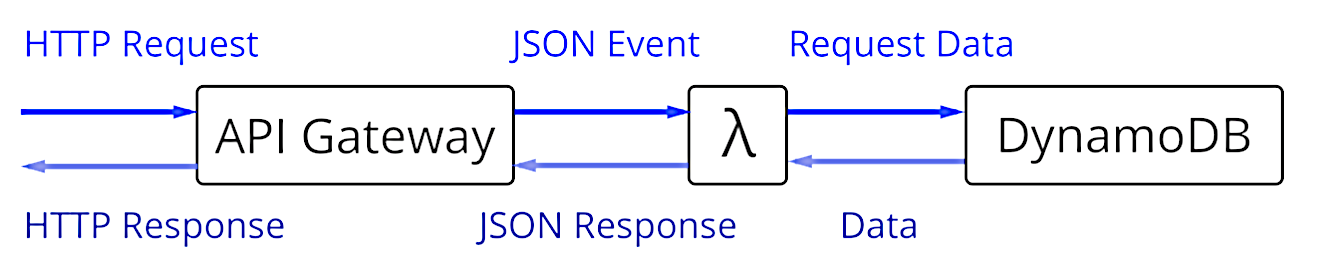 HTTP Request
JSON Event
Request Data
API Gateway
λ
DynamoDB
HTTP Response
JSON Response
Data